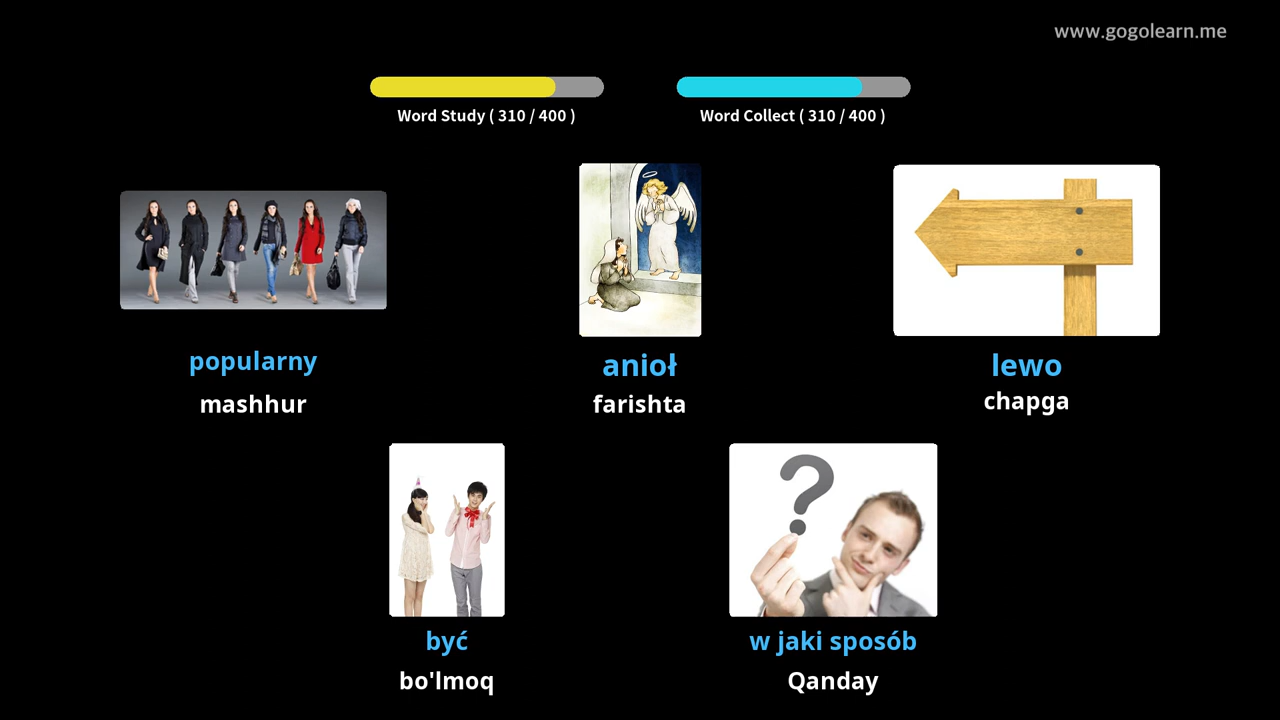 www.gogolearn.me
Word Study ( 310 / 400 )
Word Collect ( 310 / 400 )
popularny
mashhur
anioł
farishta
lewo
chapga
być
bo'lmoq
w jaki sposób
Qanday